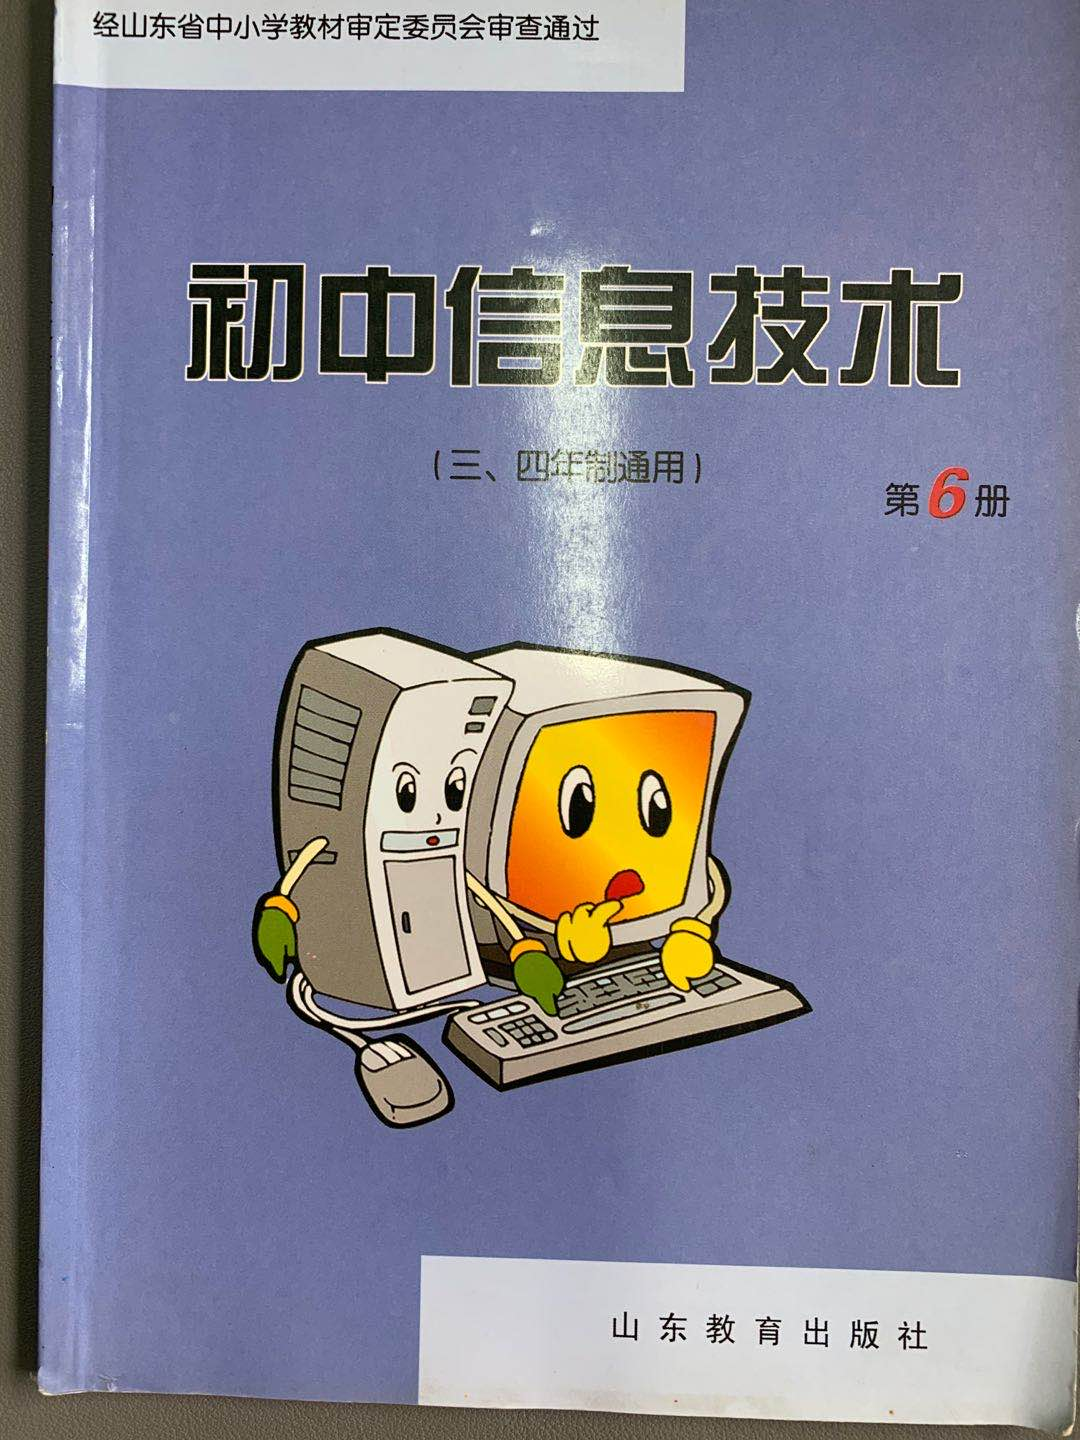 经山东省中小学教材审定委员会审查通过
初中信息技术
(三、四年制通用)
第6册
山东教育出版社